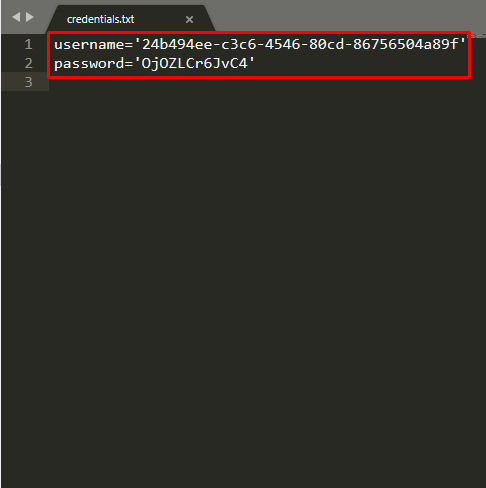 credentials.txt
1 username='24b494ee-c3c6-4546-80cd-86756504a89f'
2 password='OjOZLCr6JvC4'
3